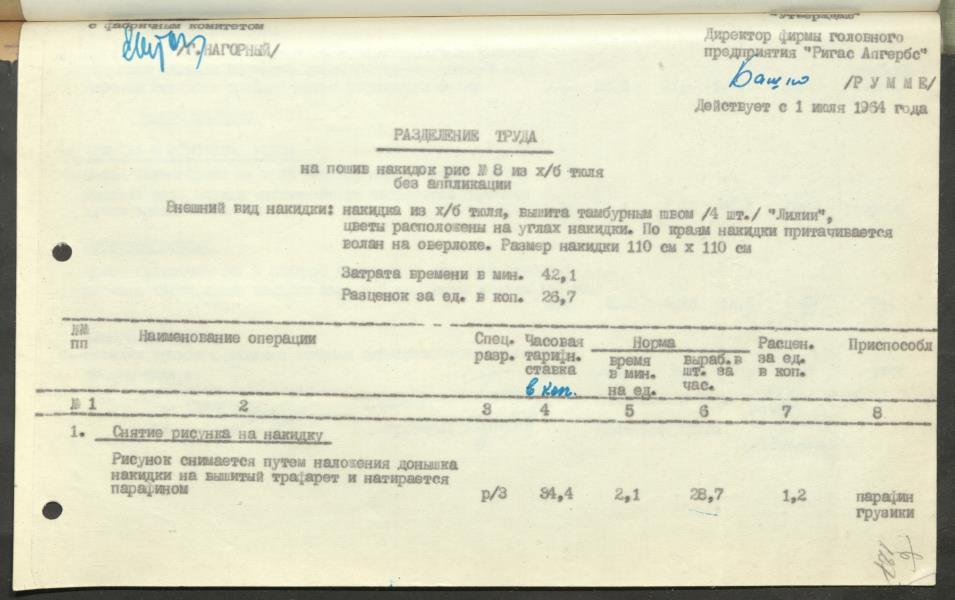 с фабричным комитетом
/Г.НАГОРНЫЙ/
"Утверждаю"
Директор фирмы головного
предприятия "Ригас Апгербс"
/Р У М М Е/
Действует с 1 июля 1964 года
РАЗДЕЛЕНИЕ ТРУДА
на пошив накидок рис № 8 из х/б тюля
без аппликации
Внешний вид накидки: накидка из х/б тюля, вышита тамбурным швом /4 шт./ "Лилии",
цветы расположены на углах накидки. По краям накидки притачивается
волан на оверлоке. Размер накидки 110 см х 110 см
Затрата времени в мин. 42,1
Разценок за ед. в коп. 26,7
№№ пп Наименование операции Спец. разр. Часовая тарифн. ставка в коп. Норма время в мин. на ед. выраб. в шт. за час. Расцен. за ед. в коп. Приспособл
№ 1 2 3 4 5 6 7 8
1. Снятие рисунка на накидку
Рисунок снимается путем наложения донышка
накидки на вышитый трафарет и натирается
парафином р/3 34,4 2,1 28,7 1,2 парафин
грузики